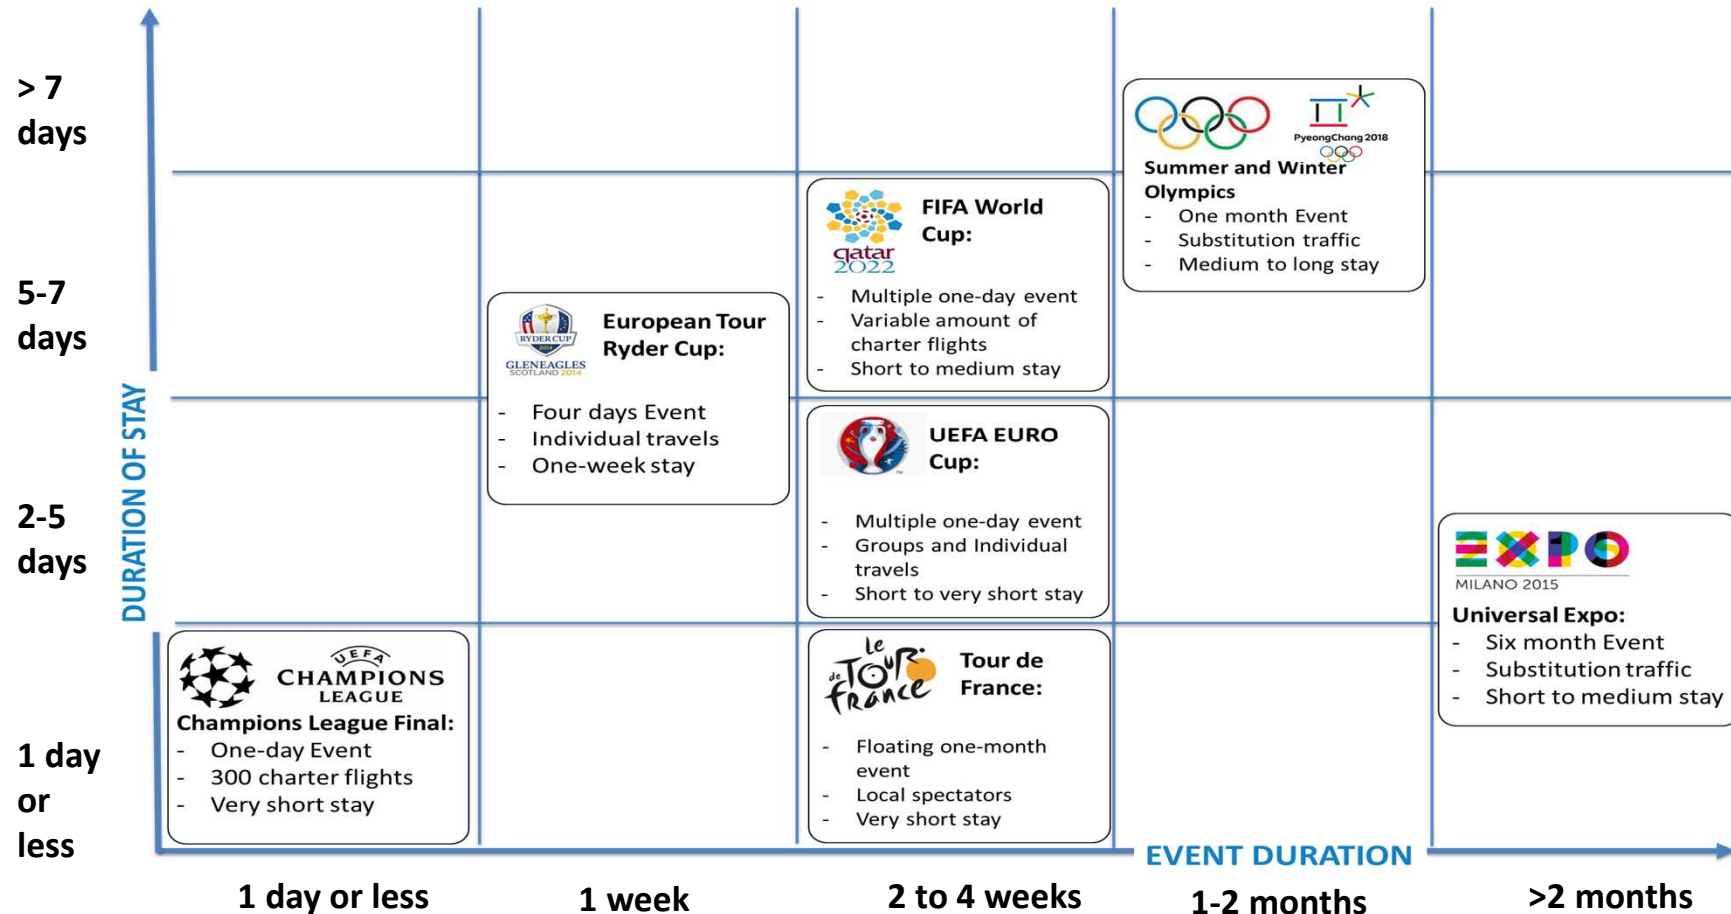 > 7
days
5-7
days
2-5
days
1 day
or
less
DURATION OF STAY
PyeongChang 2018
Summer and Winter
Olympics
- One month Event
- Substitution traffic
- Medium to long stay
qatar
2022
FIFA World
Cup:
- Multiple one-day event
- Variable amount of
charter flights
- Short to medium stay
RYDER CUP
2014
GLENEAGLES
SCOTLAND 2014
European Tour
Ryder Cup:
- Four days Event
- Individual travels
- One-week stay
UEFA EURO
Cup:
- Multiple one-day event
- Groups and Individual
travels
- Short to very short stay
EXPO
MILANO 2015
Universal Expo:
- Six month Event
- Substitution traffic
- Short to medium stay
UEFA
CHAMPIONS
LEAGUE
Champions League Final:
- One-day Event
- 300 charter flights
- Very short stay
le
de TOUR
france
Tour de
France:
- Floating one-month
event
- Local spectators
- Very short stay
EVENT DURATION
1 day or less
1 week
2 to 4 weeks
1-2 months
>2 months